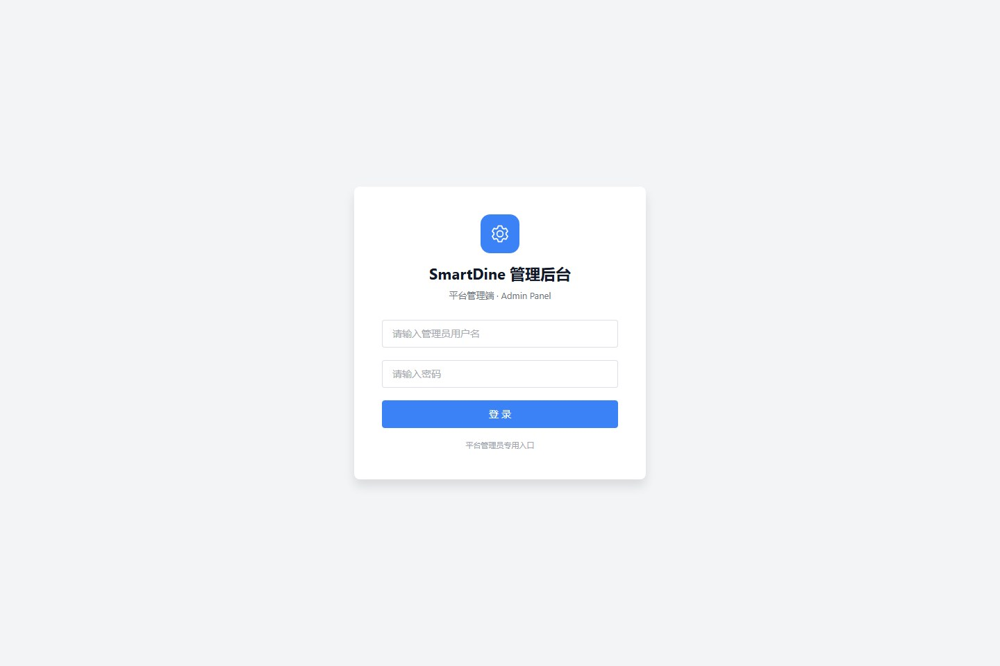 SmartDine 管理后台
平台管理端 · Admin Panel
请输入管理员用户名
请输入密码
登 录
平台管理员专用入口